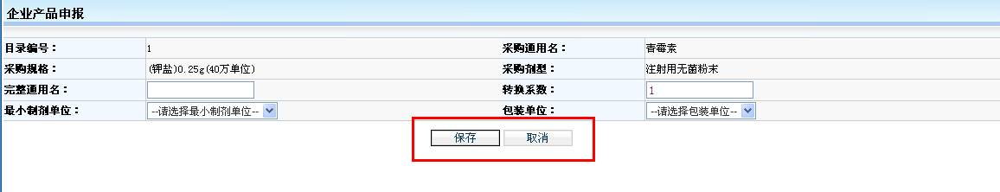 企业产品申报
目录编号： 1 采购通用名： 青霉素
采购规格： (钾盐)0.25g(40万单位) 采购剂型： 注射用无菌粉末
完整通用名： 转换系数： 1
最小制剂单位： --请选择最小制剂单位-- 包装单位： --请选择包装单位--
保存 取消